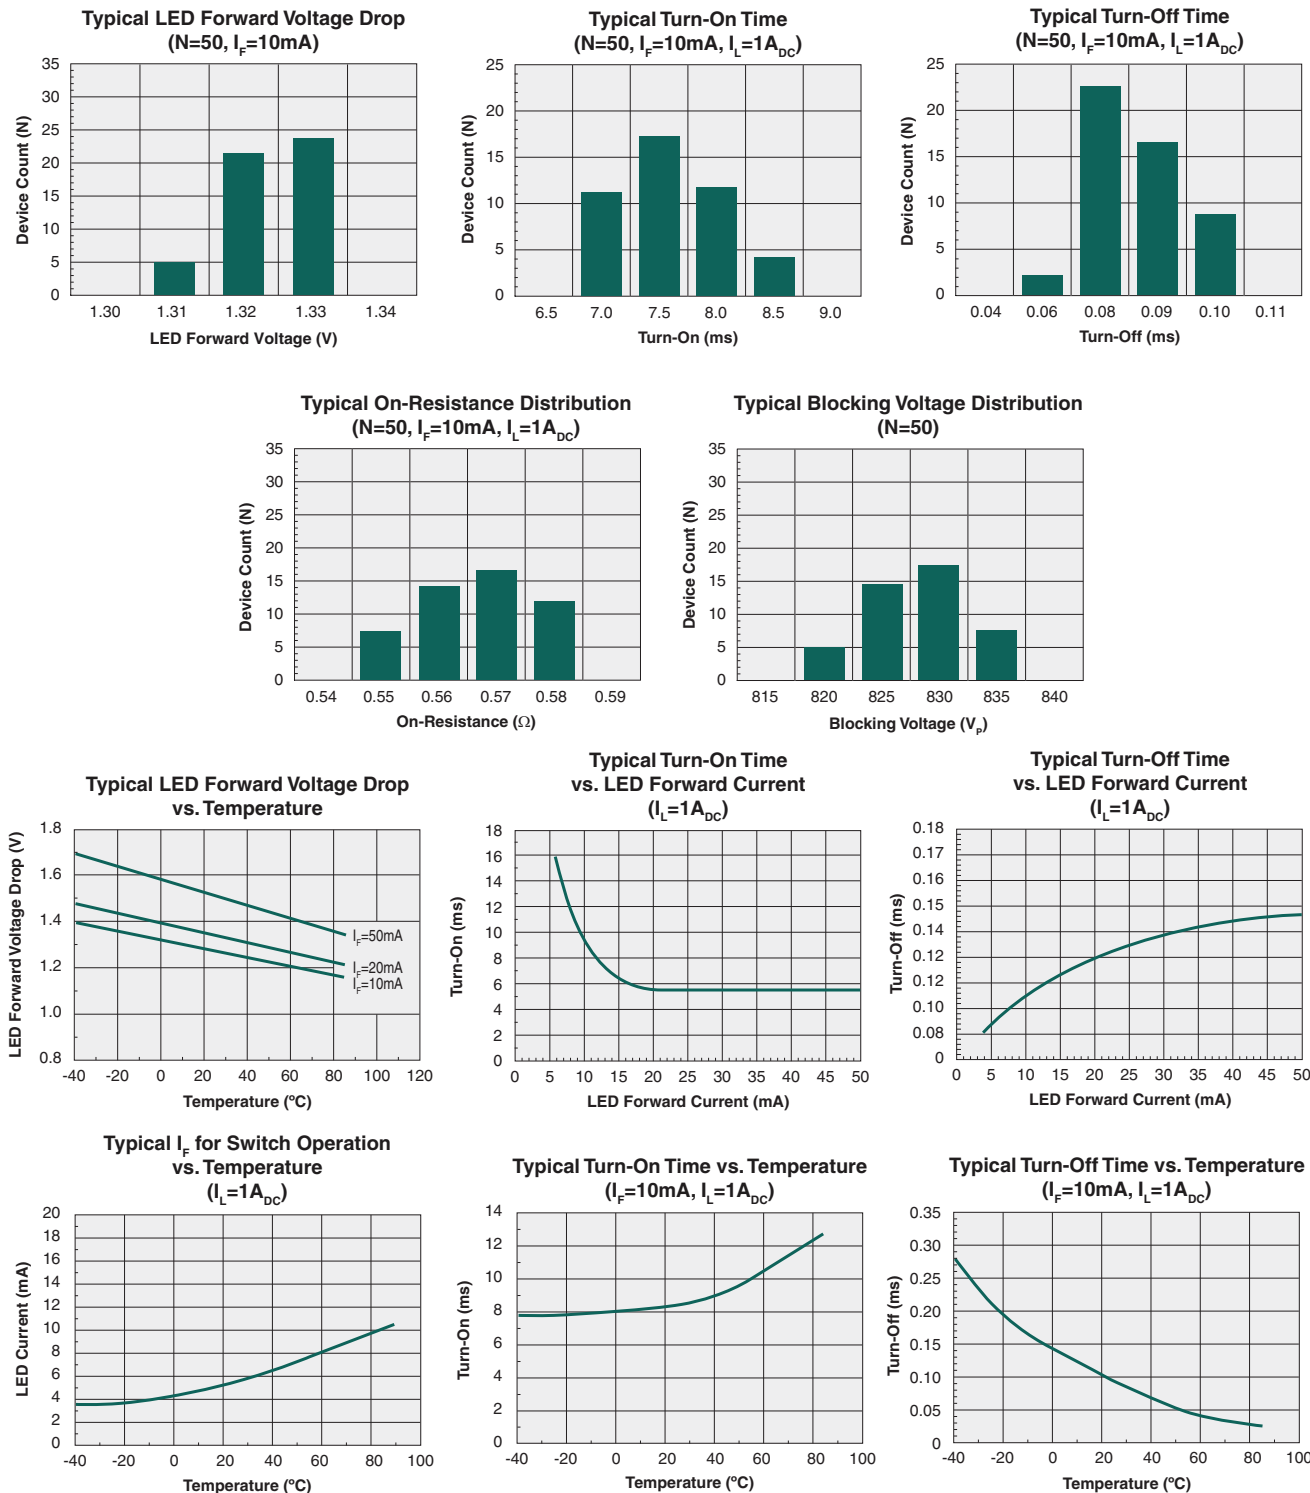 Typical LED Forward Voltage Drop
(N=50, IF=10mA)
Device Count (N)
35
30
25
20
15
10
5
0
1.30 1.31 1.32 1.33 1.34
LED Forward Voltage (V)
Typical Turn-On Time
(N=50, IF=10mA, IL=1ADC)
Device Count (N)
25
20
15
10
5
0
6.5 7.0 7.5 8.0 8.5 9.0
Turn-On (ms)
Typical Turn-Off Time
(N=50, IF=10mA, IL=1ADC)
Device Count (N)
25
20
15
10
5
0
0.04 0.06 0.08 0.09 0.10 0.11
Turn-Off (ms)
Typical On-Resistance Distribution
(N=50, IF=10mA, IL=1ADC)
Device Count (N)
35
30
25
20
15
10
5
0
0.54 0.55 0.56 0.57 0.58 0.59
On-Resistance (Ω)
Typical Blocking Voltage Distribution
(N=50)
Device Count (N)
35
30
25
20
15
10
5
0
815 820 825 830 835 840
Blocking Voltage (VP)
Typical LED Forward Voltage Drop
vs. Temperature
LED Forward Voltage Drop (V)
1.8
1.6
1.4
1.2
1.0
0.8
IF=50mA
IF=20mA
IF=10mA
-40 -20 0 20 40 60 80 100 120
Temperature (ºC)
Typical Turn-On Time
vs. LED Forward Current
(IL=1ADC)
Turn-On (ms)
18
16
14
12
10
8
6
4
2
0
0 5 10 15 20 25 30 35 40 45 50
LED Forward Current (mA)
Typical Turn-Off Time
vs. LED Forward Current
(IL=1ADC)
Turn-Off (ms)
0.18
0.17
0.15
0.14
0.12
0.10
0.08
0
0 5 10 15 20 25 30 35 40 45 50
LED Forward Current (mA)
Typical IF for Switch Operation
vs. Temperature
(IL=1ADC)
LED Current (mA)
20
18
16
14
12
10
8
6
4
2
0
-40 -20 0 20 40 60 80 100
Temperature (ºC)
Typical Turn-On Time vs. Temperature
(IF=10mA, IL=1ADC)
Turn-On (ms)
14
12
10
8
6
4
2
0
-40 -20 0 20 40 60 80 100
Temperature (ºC)
Typical Turn-Off Time vs. Temperature
(IF=10mA, IL=1ADC)
Turn-Off (ms)
0.35
0.30
0.25
0.20
0.15
0.10
0.05
0
-40 -20 0 20 40 60 80 100
Temperature (ºC)